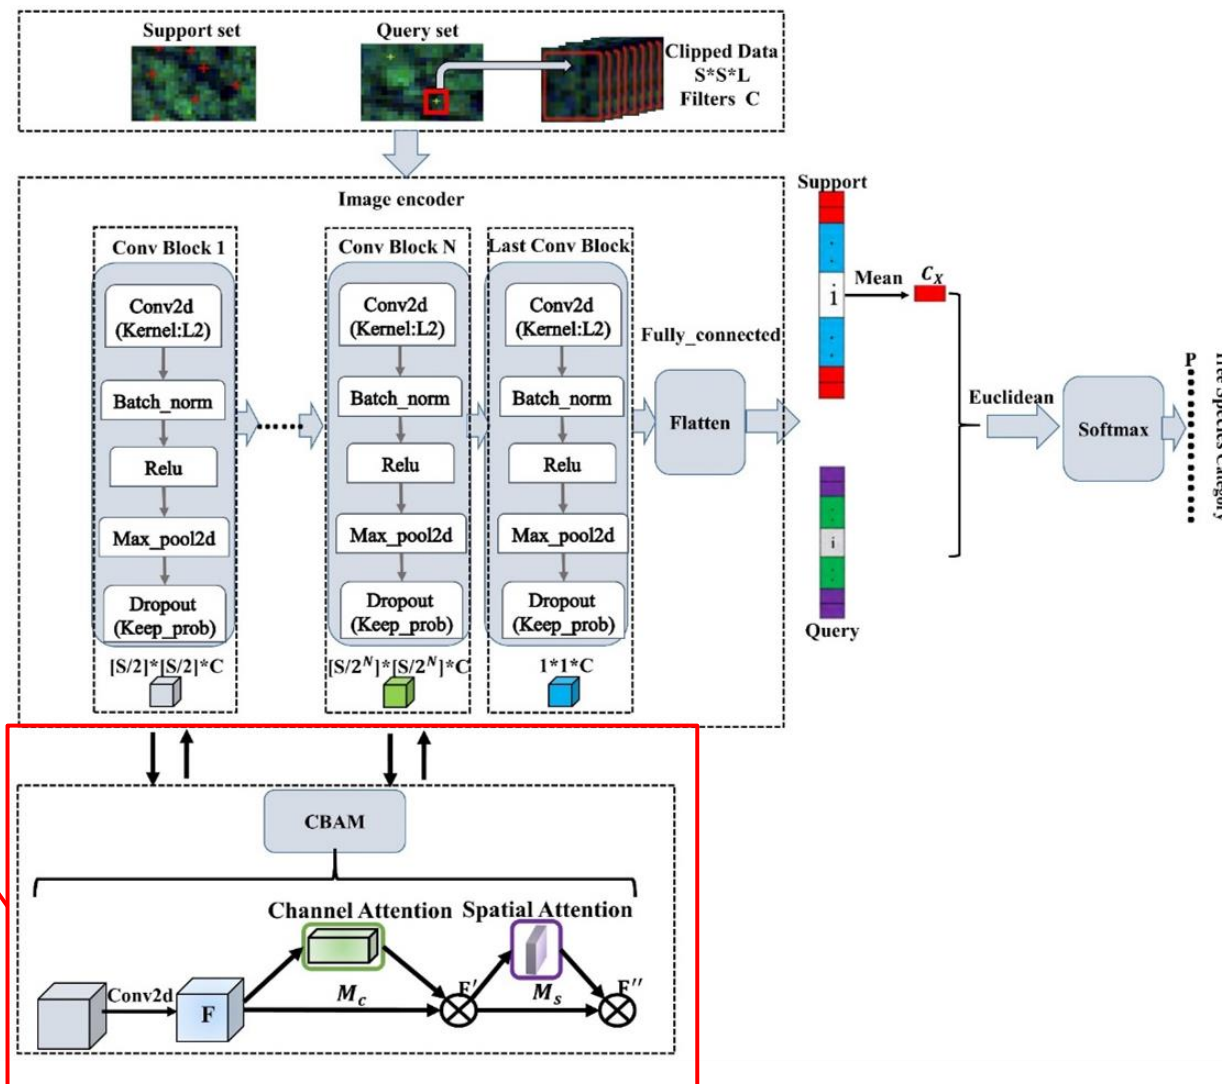 Support set
Query set
Clipped Data
S*S*L
Filters C
Image encoder
Conv Block 1
Conv2d
(Kernel:L2)
Batch_norm
Relu
Max_pool2d
Dropout
(Keep_prob)
[S/2]*[S/2]*C
Conv Block N
Conv2d
(Kernel:L2)
Batch_norm
Relu
Max_pool2d
Dropout
(Keep_prob)
[S/2^N]*[S/2^N]*C
Last Conv Block
Conv2d
(Kernel:L2)
Batch_norm
Relu
Max_pool2d
Dropout
(Keep_prob)
1*1*C
Fully_connected
Flatten
Support
i
Mean
C_X
i
Query
Euclidean
Softmax
P
Tree Species Category
CBAM
Channel Attention
Spatial Attention
Conv2d
F
M_c
F'
M_s
F''